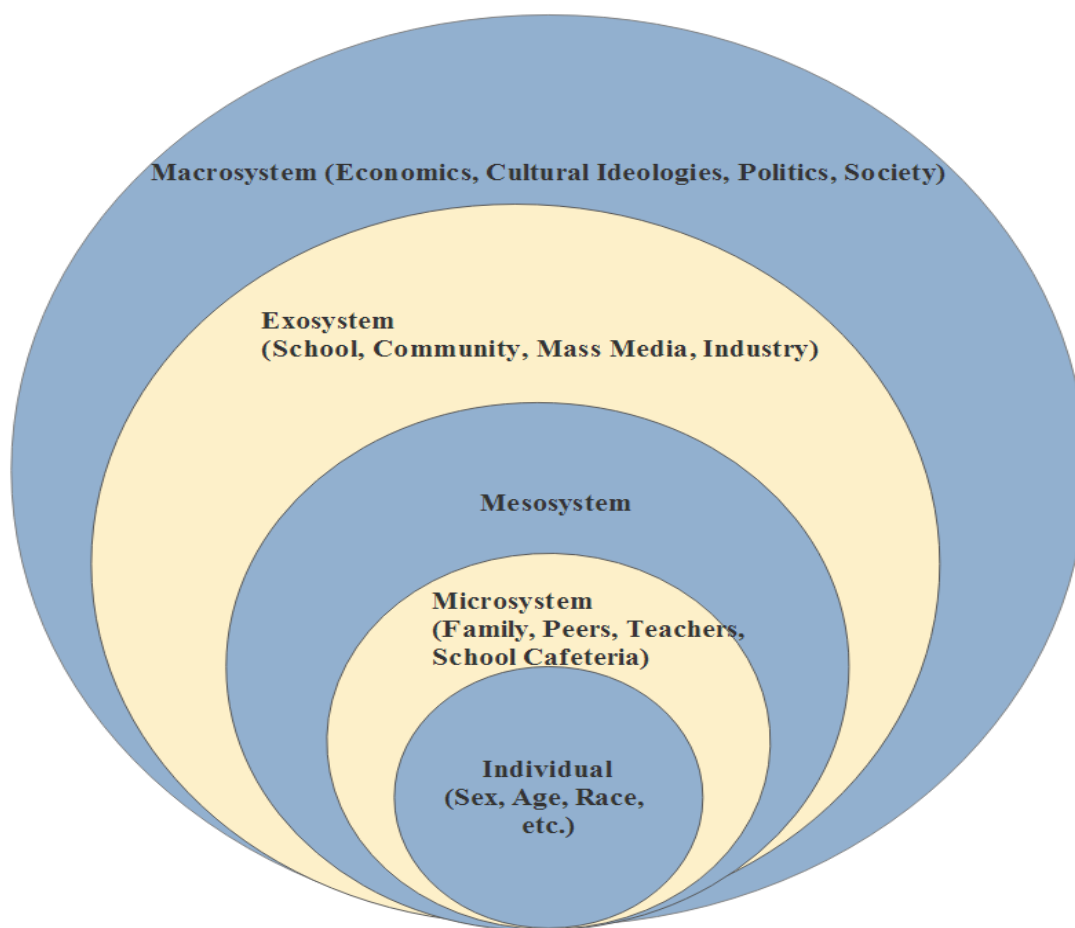 Macrosystem (Economics, Cultural Ideologies, Politics, Society)
Exosystem
(School, Community, Mass Media, Industry)
Mesosystem
Microsystem
(Family, Peers, Teachers,
School Cafeteria)
Individual
(Sex, Age, Race,
etc.)